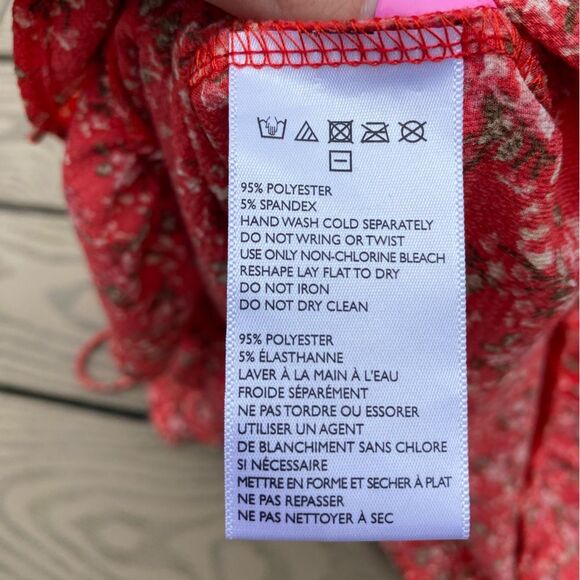 95% POLYESTER
5% SPANDEX
HAND WASH COLD SEPARATELY
DO NOT WRING OR TWIST
USE ONLY NON-CHLORINE BLEACH
RESHAPE LAY FLAT TO DRY
DO NOT IRON
DO NOT DRY CLEAN
95% POLYESTER
5% ÉLASTHANNE
LAVER À LA MAIN À L'EAU
FROIDE SÉPARÉMENT
NE PAS TORDRE OU ESSORER
UTILISER UN AGENT
DE BLANCHIMENT SANS CHLORE
SI NÉCESSAIRE
METTRE EN FORME ET SECHER À PLAT
NE PAS REPASSER
NE PAS NETTOYER À SEC